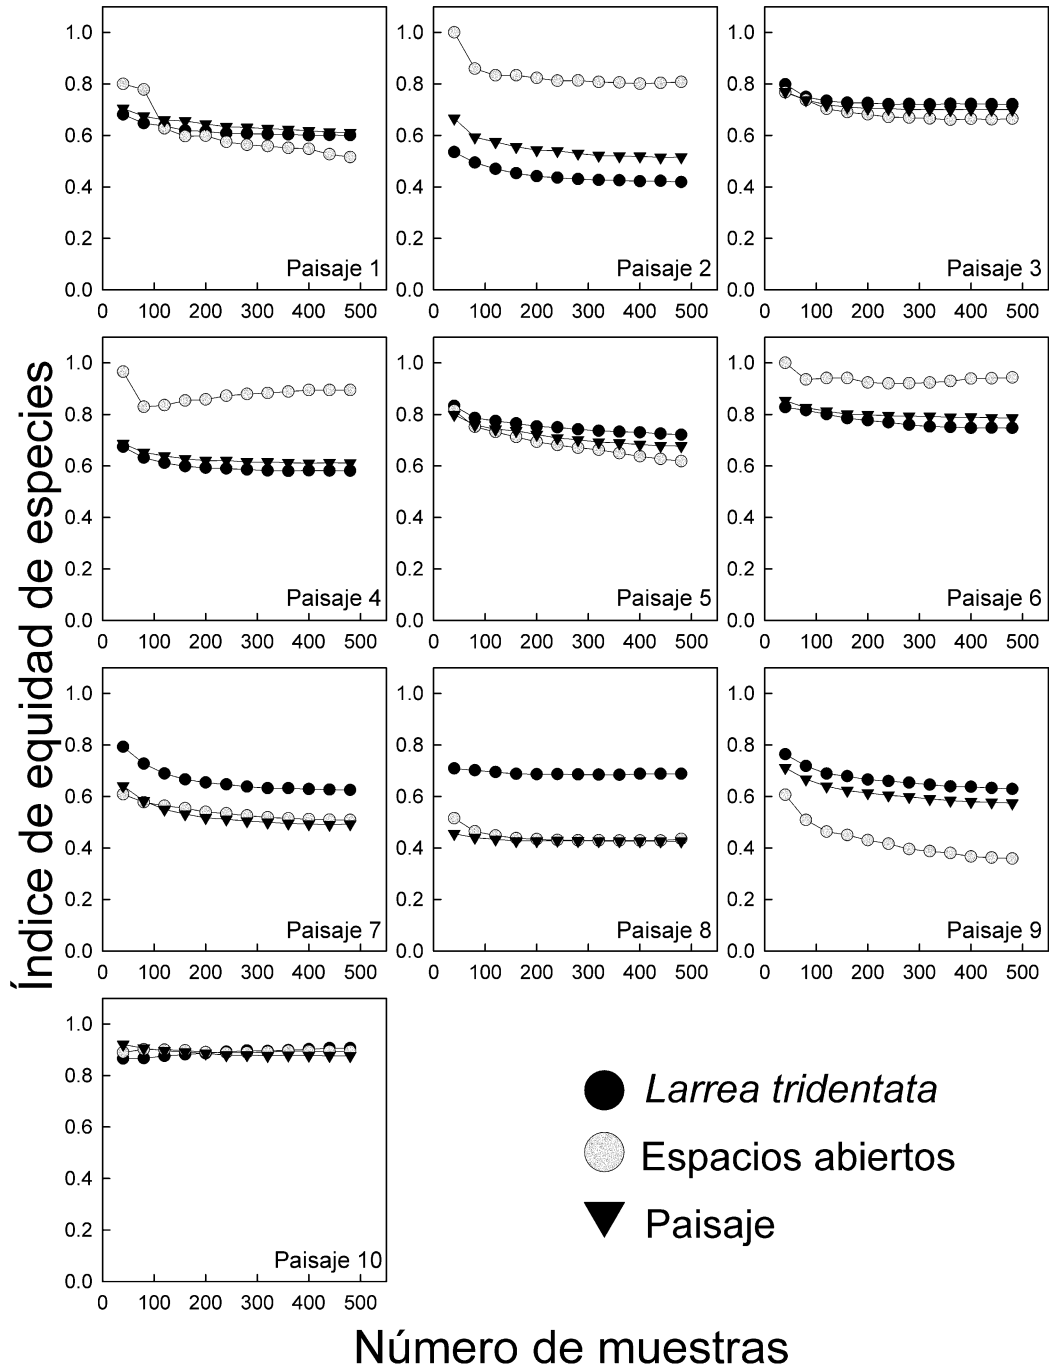 Índice de equidad de especies
1.0
0.8
0.6
0.4
0.2
0.0
0 100 200 300 400 500
Paisaje 1
1.0
0.8
0.6
0.4
0.2
0.0
0 100 200 300 400 500
Paisaje 2
1.0
0.8
0.6
0.4
0.2
0.0
0 100 200 300 400 500
Paisaje 3
1.0
0.8
0.6
0.4
0.2
0.0
0 100 200 300 400 500
Paisaje 4
1.0
0.8
0.6
0.4
0.2
0.0
0 100 200 300 400 500
Paisaje 5
1.0
0.8
0.6
0.4
0.2
0.0
0 100 200 300 400 500
Paisaje 6
1.0
0.8
0.6
0.4
0.2
0.0
0 100 200 300 400 500
Paisaje 7
1.0
0.8
0.6
0.4
0.2
0.0
0 100 200 300 400 500
Paisaje 8
1.0
0.8
0.6
0.4
0.2
0.0
0 100 200 300 400 500
Paisaje 9
1.0
0.8
0.6
0.4
0.2
0.0
0 100 200 300 400 500
Paisaje 10
Larrea tridentata
Espacios abiertos
Paisaje
Número de muestras